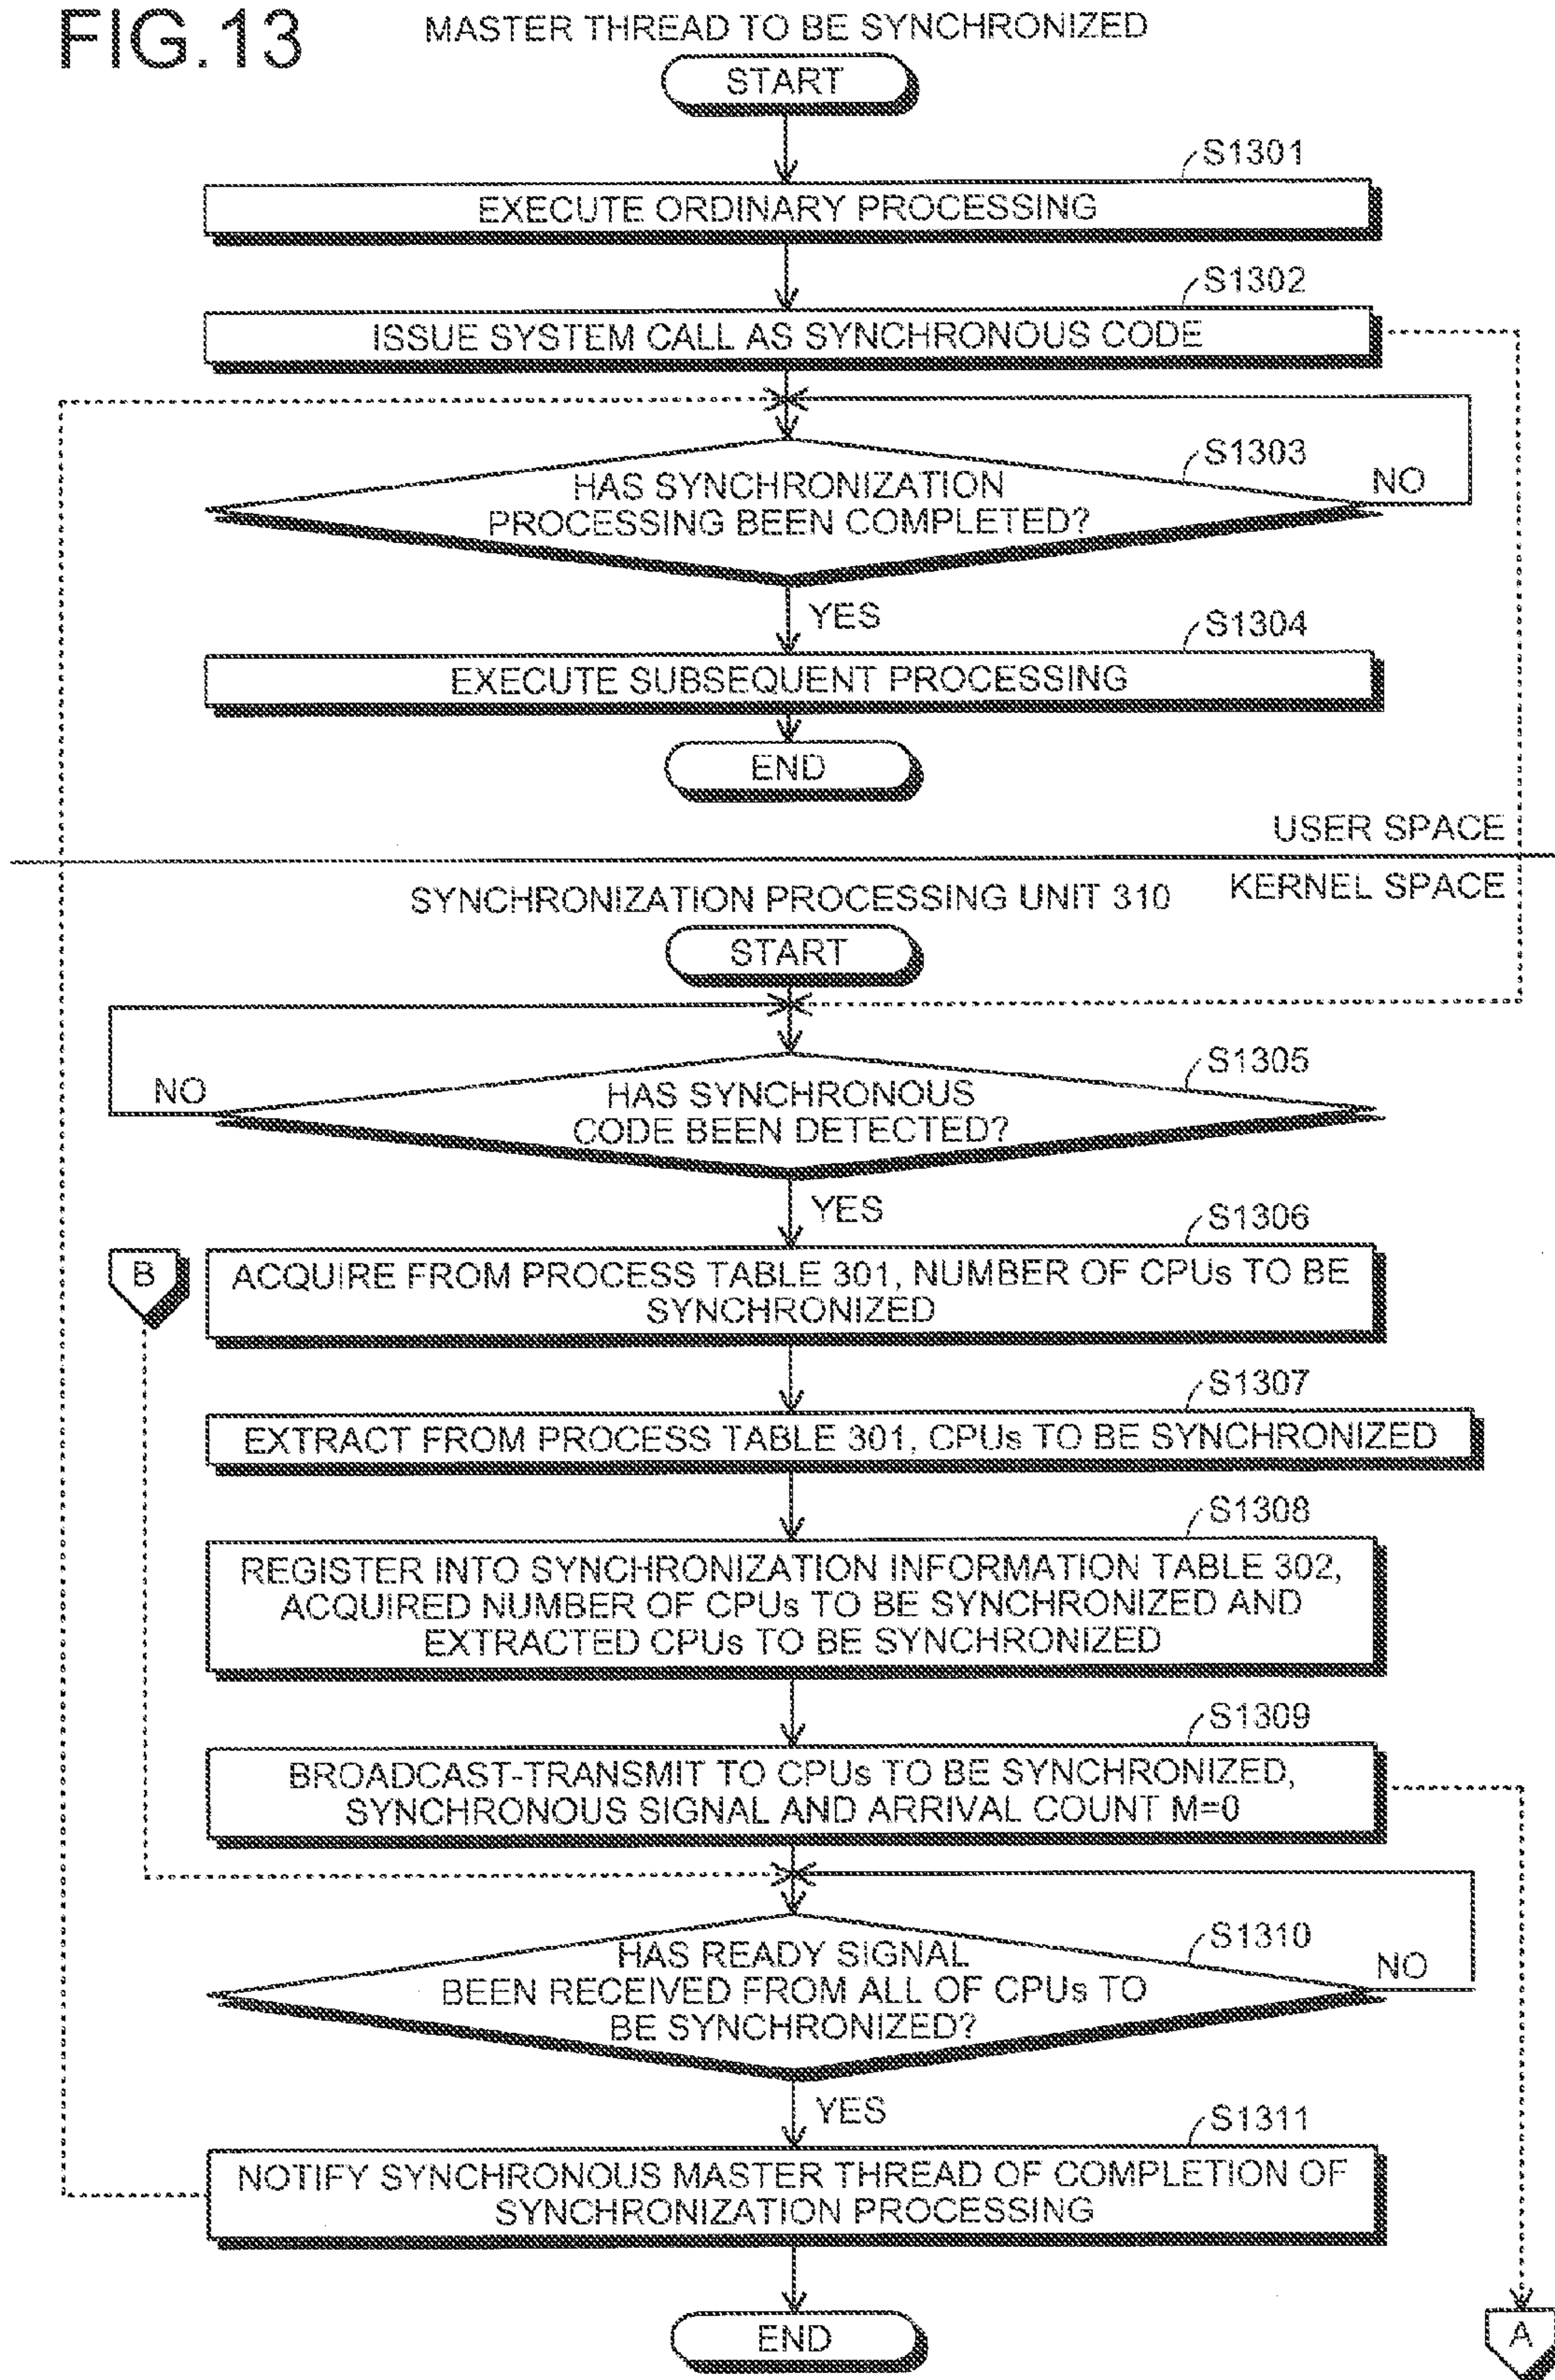 FIG.13
MASTER THREAD TO BE SYNCHRONIZED
START
S1301
EXECUTE ORDINARY PROCESSING
S1302
ISSUE SYSTEM CALL AS SYNCHRONOUS CODE
S1303
HAS SYNCHRONIZATION
PROCESSING BEEN COMPLETED?
NO
YES
S1304
EXECUTE SUBSEQUENT PROCESSING
END
USER SPACE
KERNEL SPACE
SYNCHRONIZATION PROCESSING UNIT 310
START
S1305
HAS SYNCHRONOUS
CODE BEEN DETECTED?
NO
YES
S1306
B
ACQUIRE FROM PROCESS TABLE 301, NUMBER OF CPUs TO BE
SYNCHRONIZED
S1307
EXTRACT FROM PROCESS TABLE 301, CPUs TO BE SYNCHRONIZED
S1308
REGISTER INTO SYNCHRONIZATION INFORMATION TABLE 302,
ACQUIRED NUMBER OF CPUs TO BE SYNCHRONIZED AND
EXTRACTED CPUs TO BE SYNCHRONIZED
S1309
BROADCAST-TRANSMIT TO CPUs TO BE SYNCHRONIZED,
SYNCHRONOUS SIGNAL AND ARRIVAL COUNT M=0
S1310
HAS READY SIGNAL
BEEN RECEIVED FROM ALL OF CPUs TO
BE SYNCHRONIZED?
NO
YES
S1311
NOTIFY SYNCHRONOUS MASTER THREAD OF COMPLETION OF
SYNCHRONIZATION PROCESSING
END
A